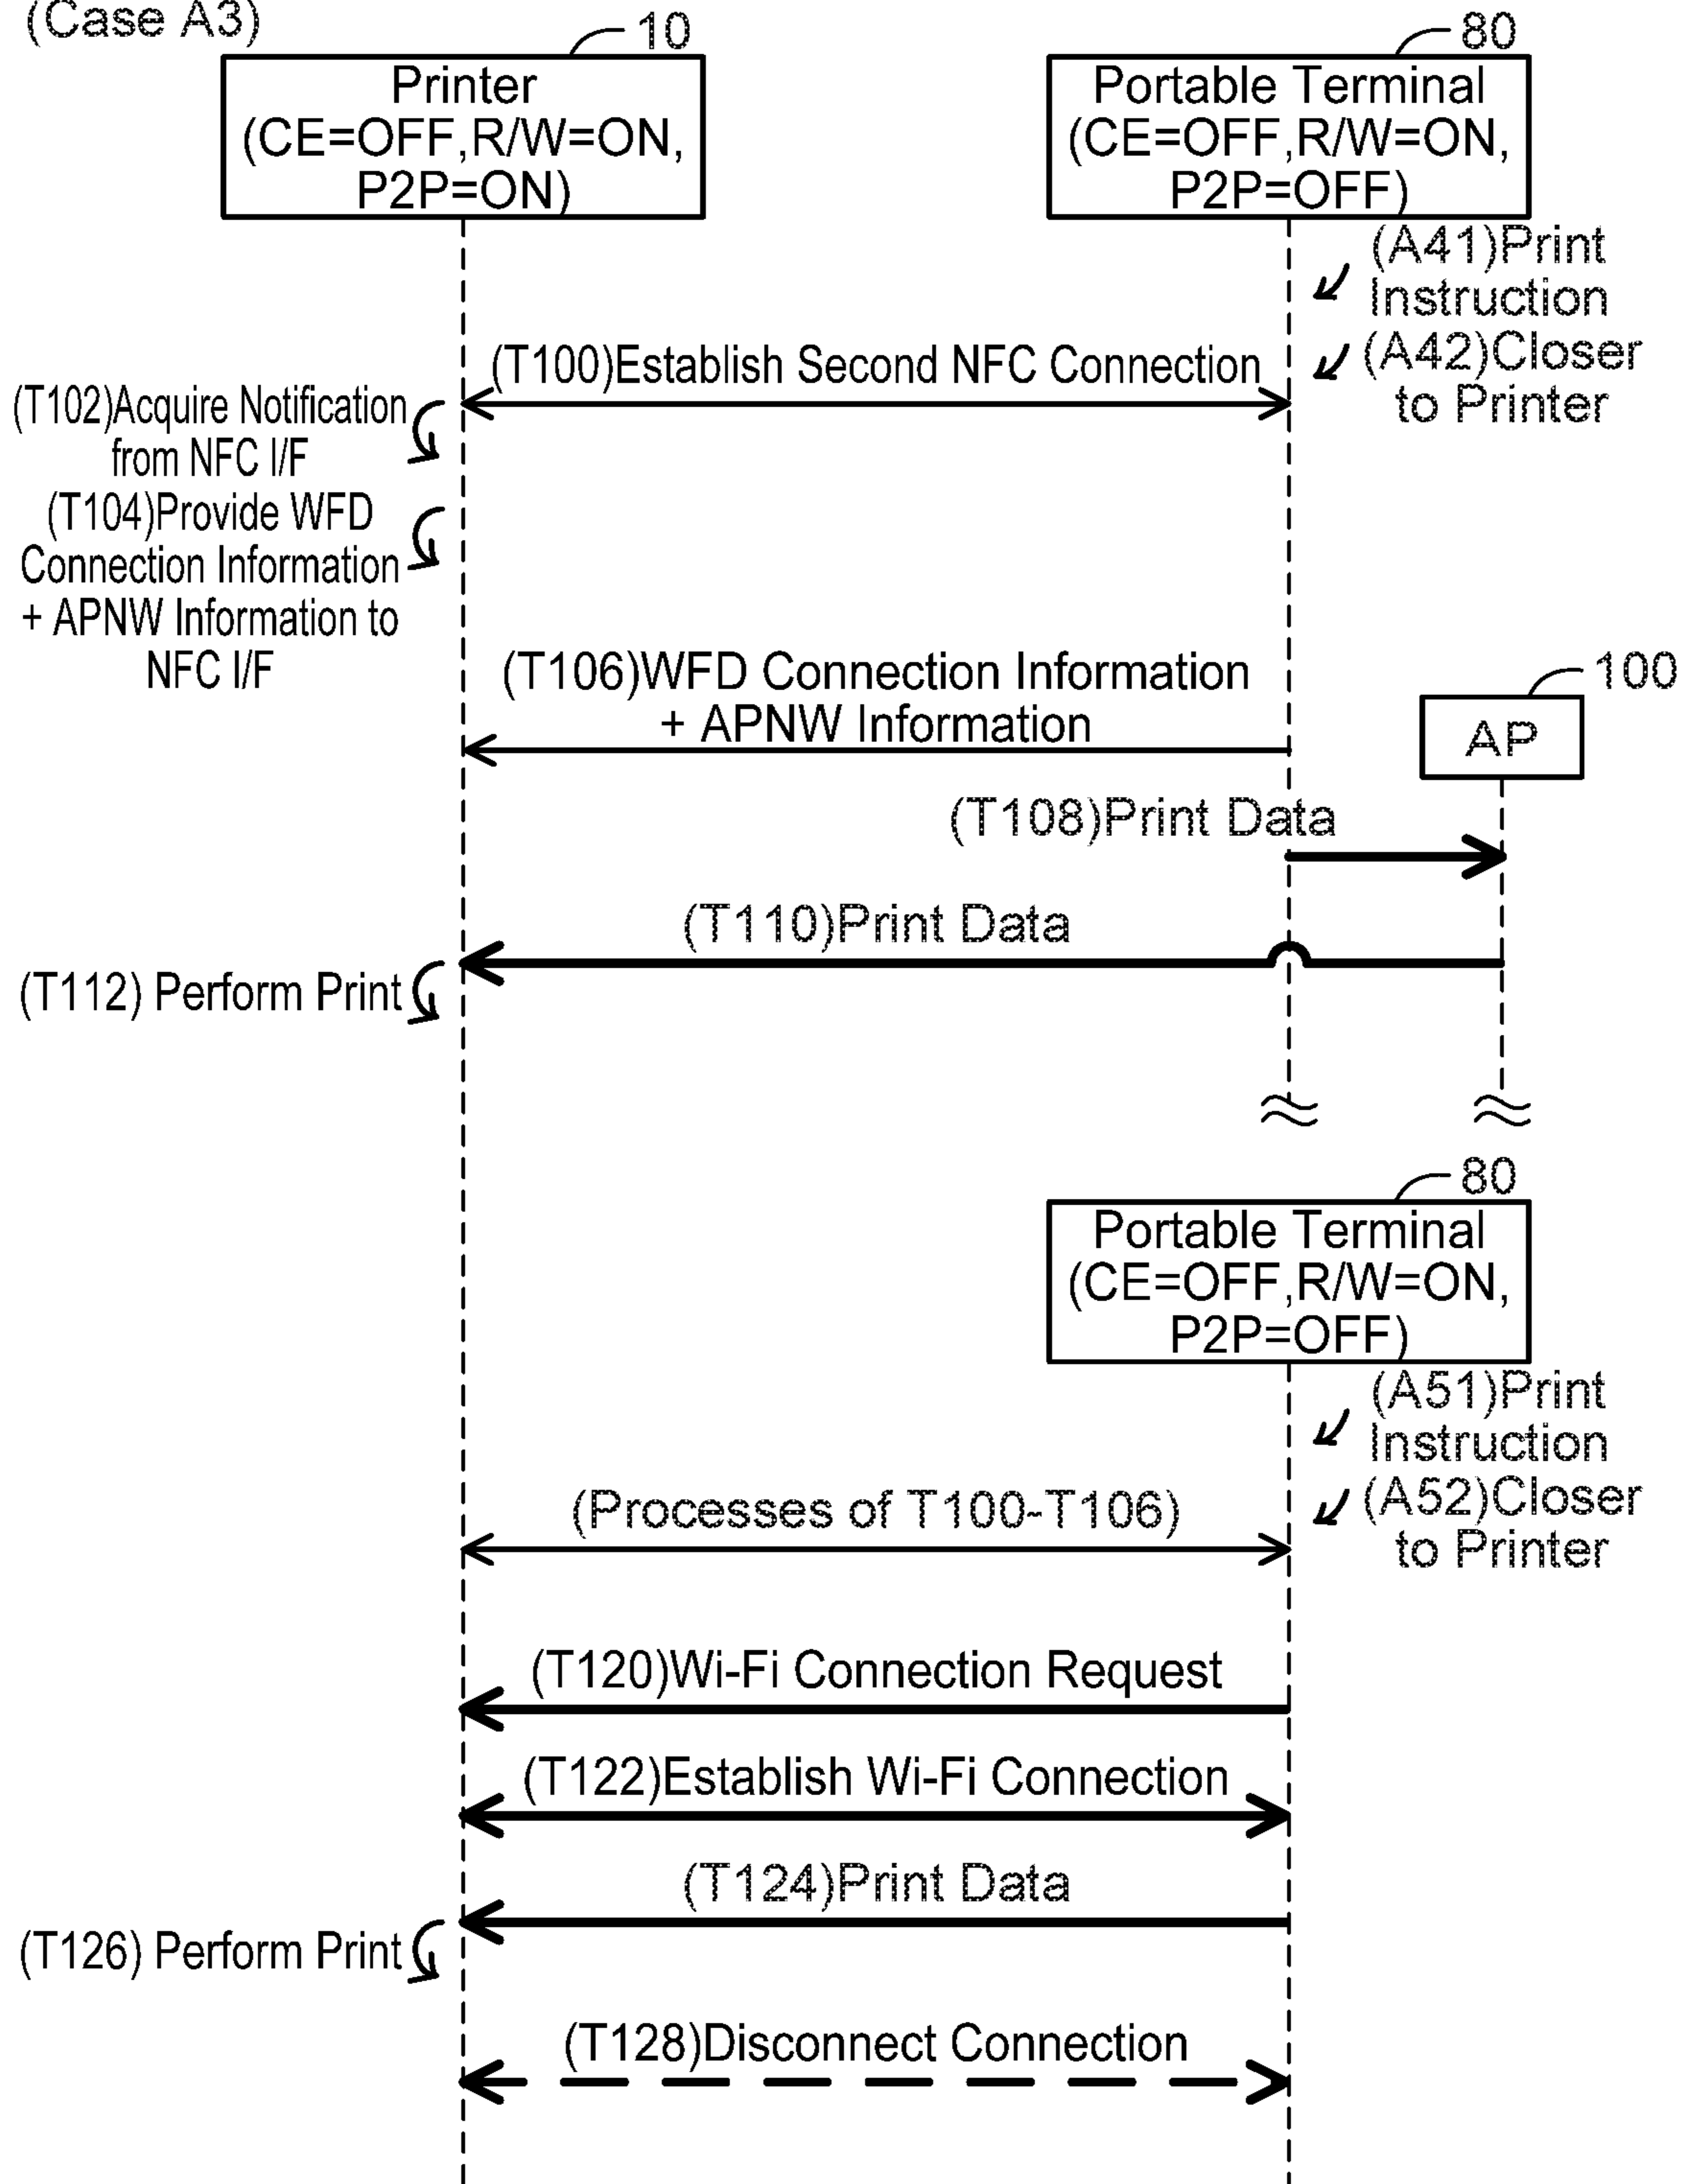 (Case A3)
10
80
Printer
(CE=OFF,R/W=ON,
P2P=ON)
Portable Terminal
(CE=OFF,R/W=ON,
P2P=OFF)
(A41)Print
Instruction
(T100)Establish Second NFC Connection
(A42)Closer
to Printer
(T102)Acquire Notification
from NFC I/F
(T104)Provide WFD
Connection Information
+ APNW Information to
NFC I/F
(T106)WFD Connection Information
+ APNW Information
100
AP
(T108)Print Data
(T110)Print Data
(T112) Perform Print
80
Portable Terminal
(CE=OFF,R/W=ON,
P2P=OFF)
(A51)Print
Instruction
(Processes of T100-T106)
(A52)Closer
to Printer
(T120)Wi-Fi Connection Request
(T122)Establish Wi-Fi Connection
(T124)Print Data
(T126) Perform Print
(T128)Disconnect Connection